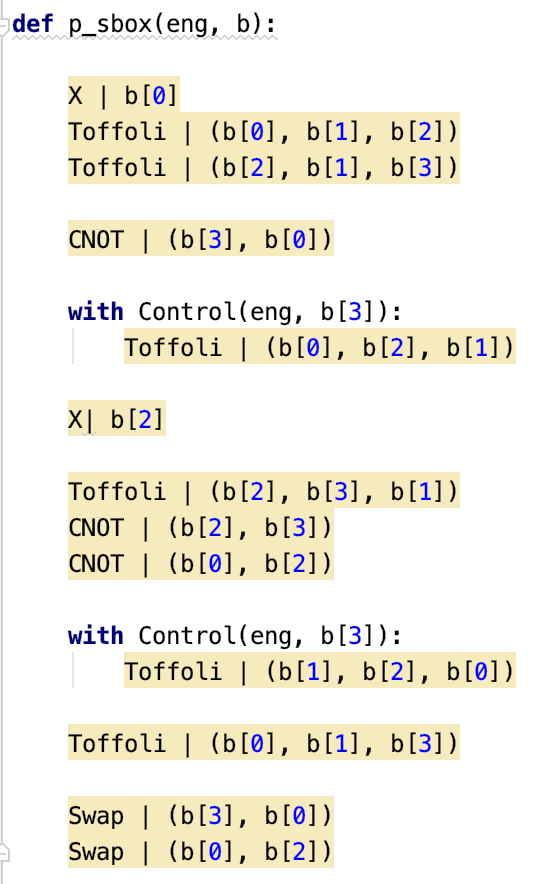 def p_sbox(eng, b):
X | b[0]
Toffoli | (b[0], b[1], b[2])
Toffoli | (b[2], b[1], b[3])
CNOT | (b[3], b[0])
with Control(eng, b[3]):
Toffoli | (b[0], b[2], b[1])
X| b[2]
Toffoli | (b[2], b[3], b[1])
CNOT | (b[2], b[3])
CNOT | (b[0], b[2])
with Control(eng, b[3]):
Toffoli | (b[1], b[2], b[0])
Toffoli | (b[0], b[1], b[3])
Swap | (b[3], b[0])
Swap | (b[0], b[2])